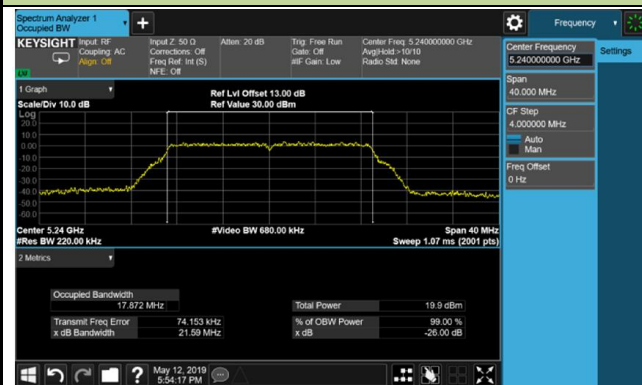 Spectrum Analyzer 1
Occupied BW
Frequency
KEYSIGHT
Input: RF
Coupling: AC
Align: Off
Input Z: 50 Ω
Corrections: Off
Freq Ref: Int (S)
NFE: Off
Atten: 20 dB
Trig: Free Run
Gate: Off
#IF Gain: Low
Center Freq: 5.240000000 GHz
Avg|Hold:>10/10
Radio Std: None
1 Graph
Scale/Div 10.0 dB
Ref Lvl Offset 13.00 dB
Ref Value 30.00 dBm
Log
20.0
10.0
0.00
-10.0
-20.0
-30.0
-40.0
-50.0
-60.0
Center 5.24 GHz
#Res BW 220.00 kHz
#Video BW 680.00 kHz
Span 40 MHz
Sweep 1.07 ms (2001 pts)
2 Metrics
Occupied Bandwidth
17.872 MHz
Transmit Freq Error 74.153 kHz
x dB Bandwidth 21.59 MHz
Total Power 19.9 dBm
% of OBW Power 99.00 %
x dB -26.00 dB
May 12, 2019
5:54:17 PM
Center Frequency
5.240000000 GHz
Span
40.000 MHz
CF Step
4.000000 MHz
Auto
Man
Freq Offset
0 Hz
Settings